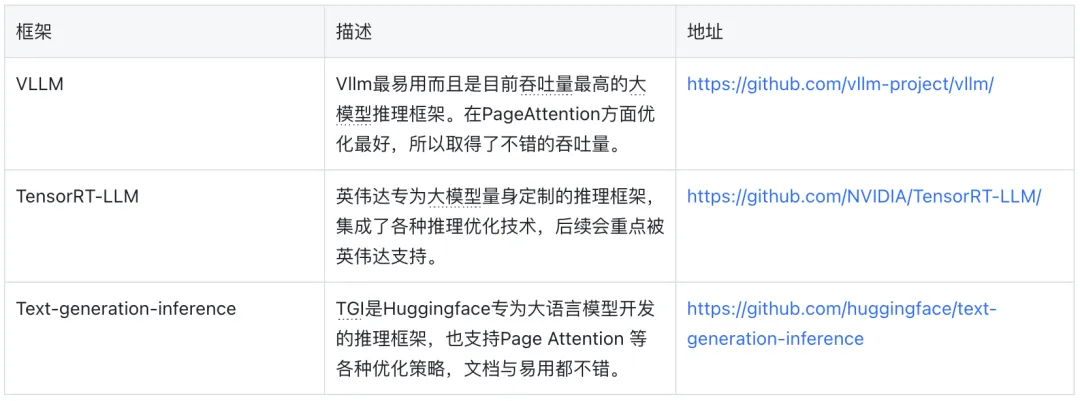 框架
描述
地址
VLLM
Vllm最易用而且是目前吞吐量最高的大
模型推理框架。在PageAttention方面优
化最好，所以取得了不错的吞吐量。
https://github.com/vllm-project/vllm/
TensorRT-LLM
英伟达专为大模型量身定制的推理框架，
集成了各种推理优化技术，后续会重点被
英伟达支持。
https://github.com/NVIDIA/TensorRT-LLM/
Text-generation-inference
TGI是Huggingface专为大语言模型开发
的推理框架，也支持Page Attention 等
各种优化策略，文档与易用都不错。
https://github.com/huggingface/text-
generation-inference